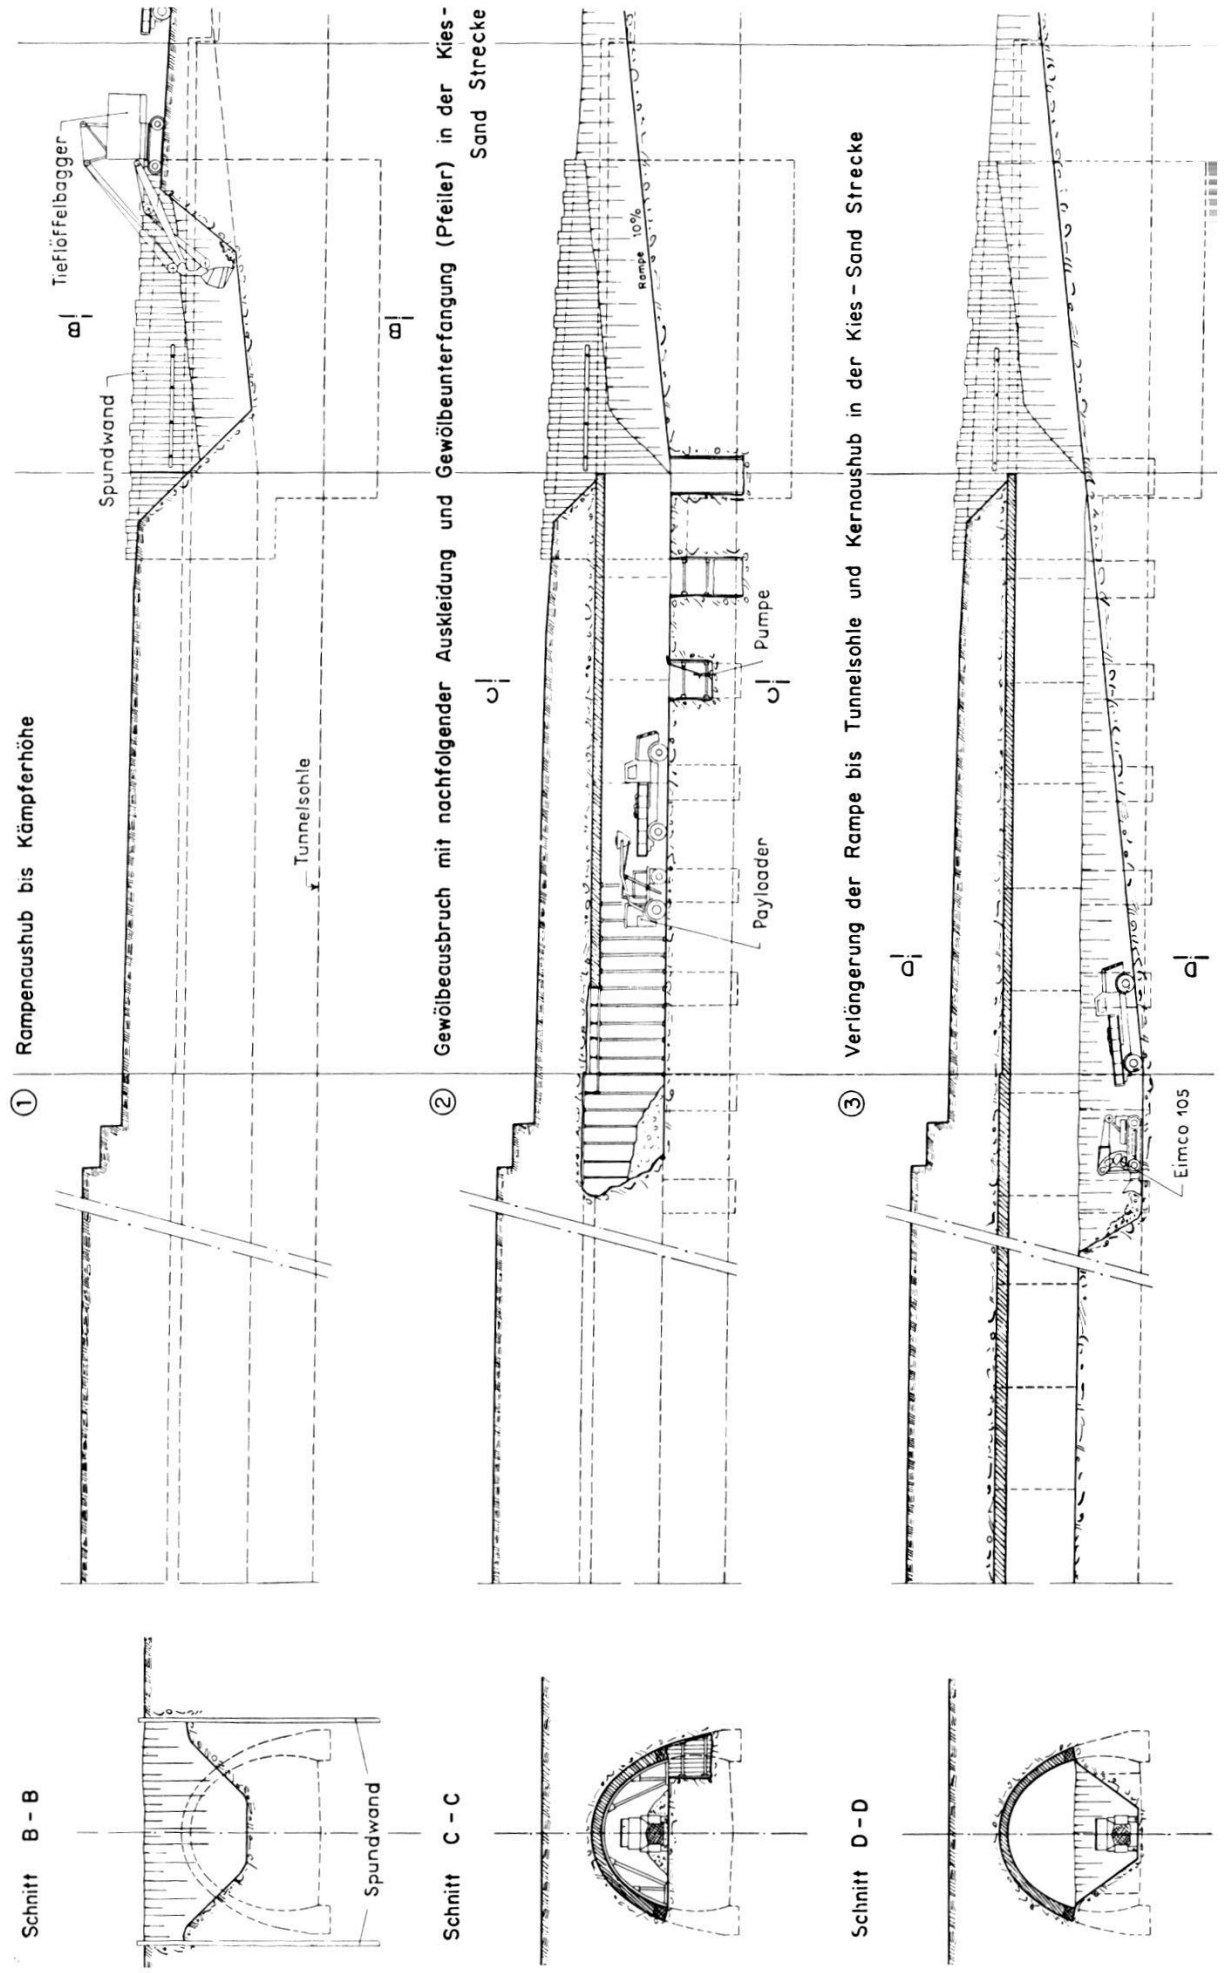 ① Rampenaushub bis Kämpferhöhe
Tieflöffelbagger
Spundwand
B
B
Tunnelsohle
Schnitt B - B
Spundwand
② Gewölbeausbruch mit nachfolgender Auskleidung und Gewölbeunterfangung (Pfeiler) in der Kies-
Sand Strecke
Rampe 10%
C
C
Pumpe
Payloader
Schnitt C - C
③ Verlängerung der Rampe bis Tunnelsohle und Kernaushub in der Kies - Sand Strecke
D
D
Eimco 105
Schnitt D - D